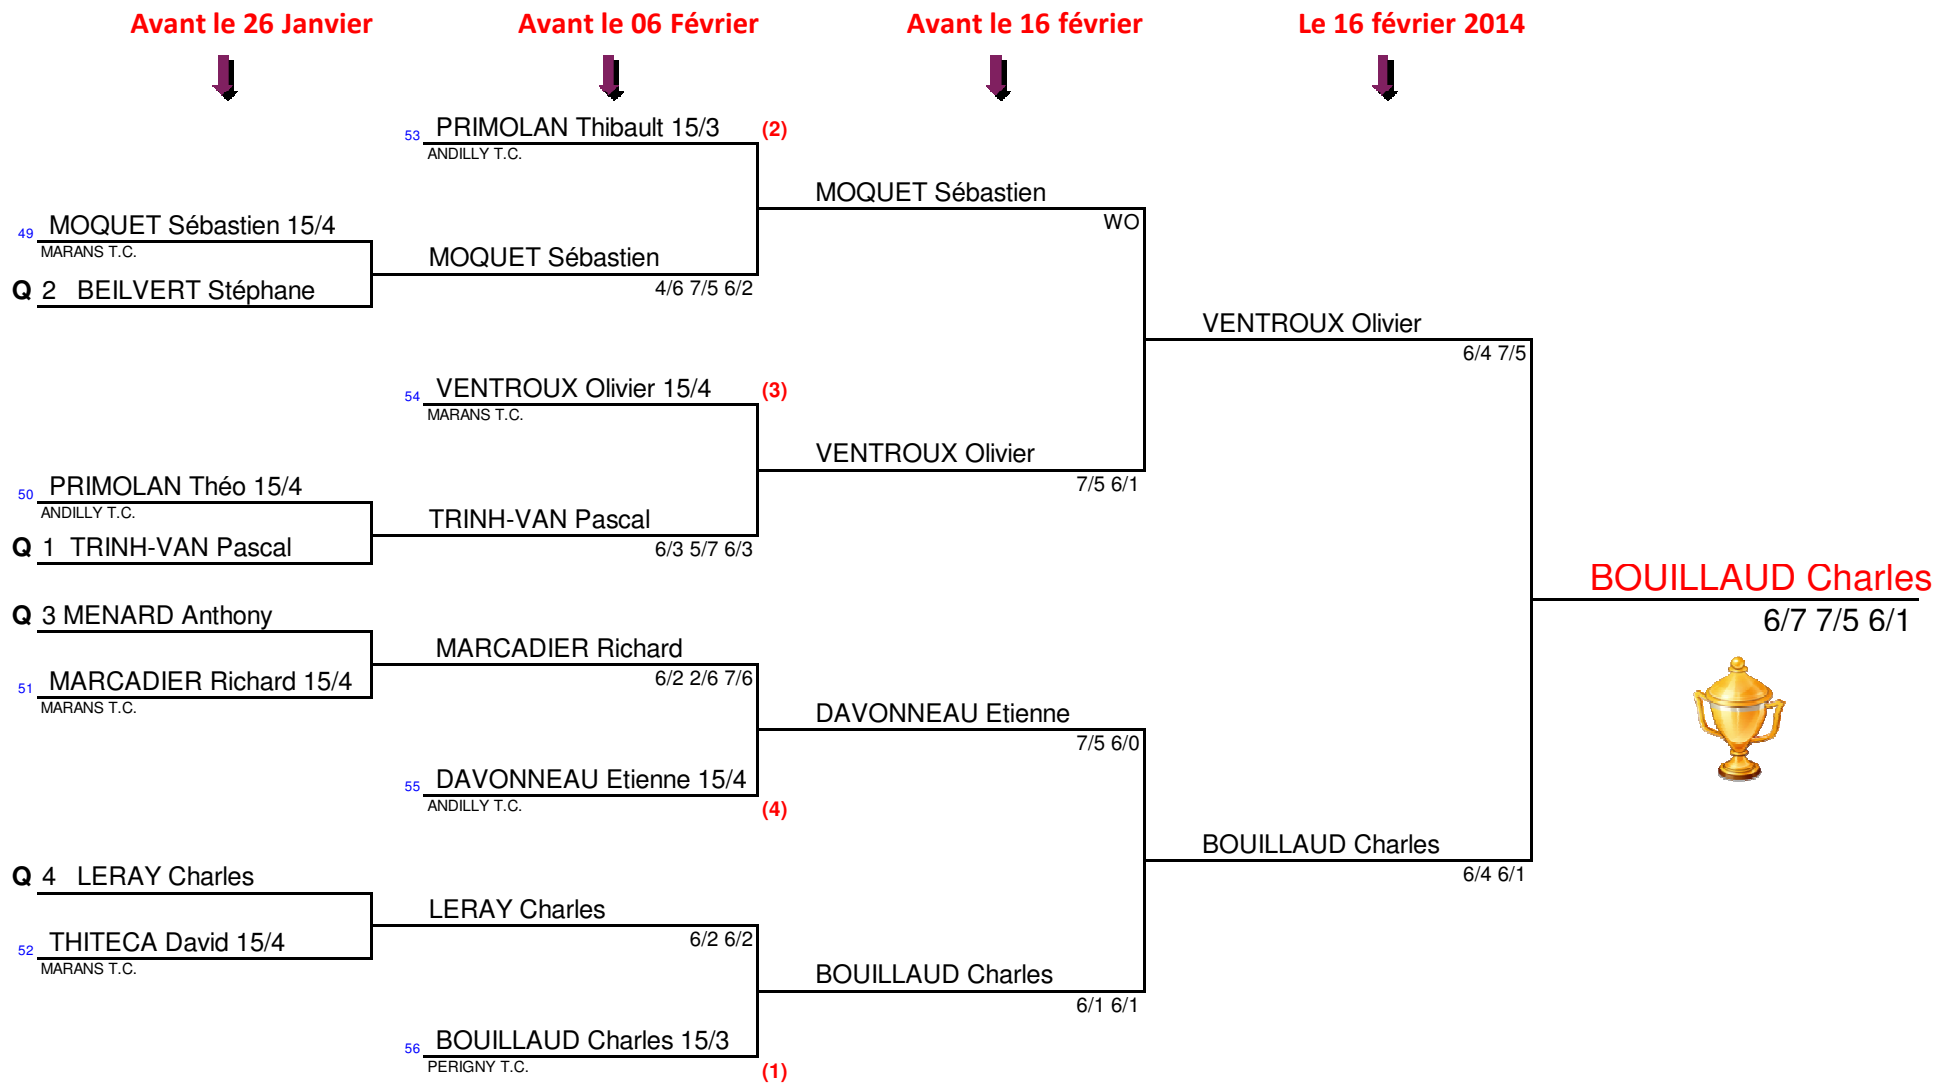 Avant le 26 Janvier
Avant le 06 Février
Avant le 16 février
Le 16 février 2014
53 PRIMOLAN Thibault 15/3 (2)
ANDILLY T.C.
MOQUET Sébastien
WO
49 MOQUET Sébastien 15/4
MARANS T.C.
MOQUET Sébastien
4/6 7/5 6/2
Q 2 BEILVERT Stéphane
VENTROUX Olivier
6/4 7/5
54 VENTROUX Olivier 15/4 (3)
MARANS T.C.
VENTROUX Olivier
7/5 6/1
50 PRIMOLAN Théo 15/4
ANDILLY T.C.
TRINH-VAN Pascal
6/3 5/7 6/3
Q 1 TRINH-VAN Pascal
BOUILLAUD Charles
6/7 7/5 6/1
Q 3 MENARD Anthony
MARCADIER Richard
6/2 2/6 7/6
51 MARCADIER Richard 15/4
MARANS T.C.
DAVONNEAU Etienne
7/5 6/0
55 DAVONNEAU Etienne 15/4
ANDILLY T.C.
(4)
BOUILLAUD Charles
6/4 6/1
Q 4 LERAY Charles
LERAY Charles
6/2 6/2
52 THITECA David 15/4
MARANS T.C.
BOUILLAUD Charles
6/1 6/1
56 BOUILLAUD Charles 15/3
PERIGNY T.C.
(1)